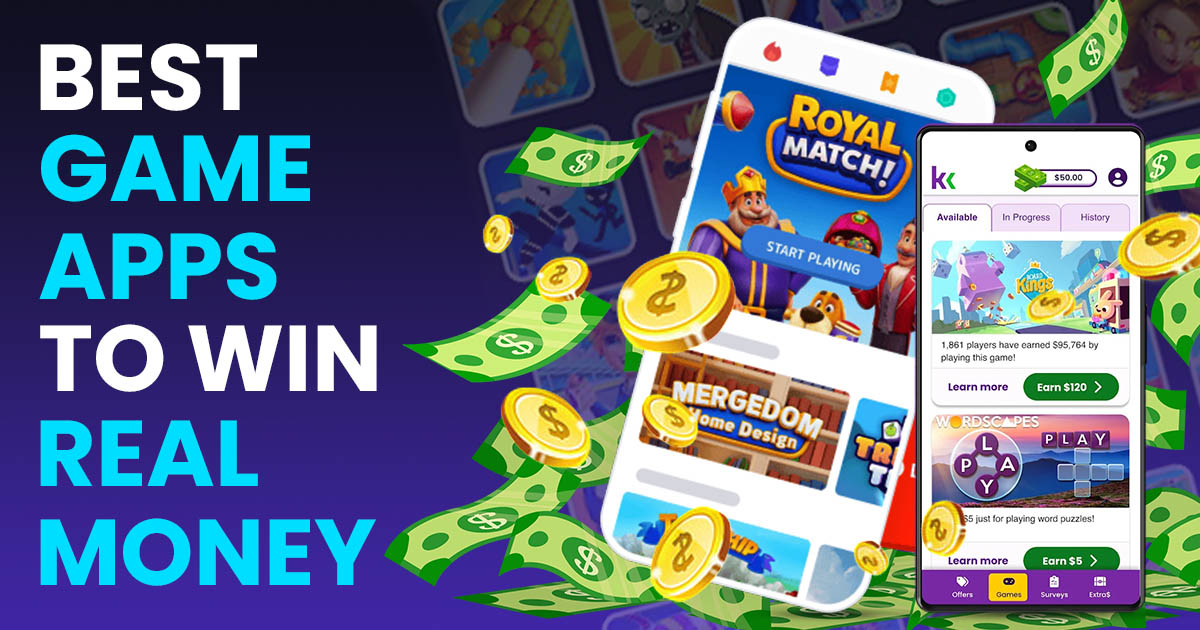 BEST
GAME
APPS
TO WIN
REAL
MONEY
ROYAL
MATCH!
START PLAYING
MERGEDOM
Home Design
$50.00
Available
In Progress
History
Kings
1,861 players have earned $95,764 by
playing this game!
Learn more
Earn $120
WORDSCAPES
P L A Y
PLAY
$5 just for playing word puzzles!
Learn more
Earn $5
Offers
Games
Surveys
Extra$